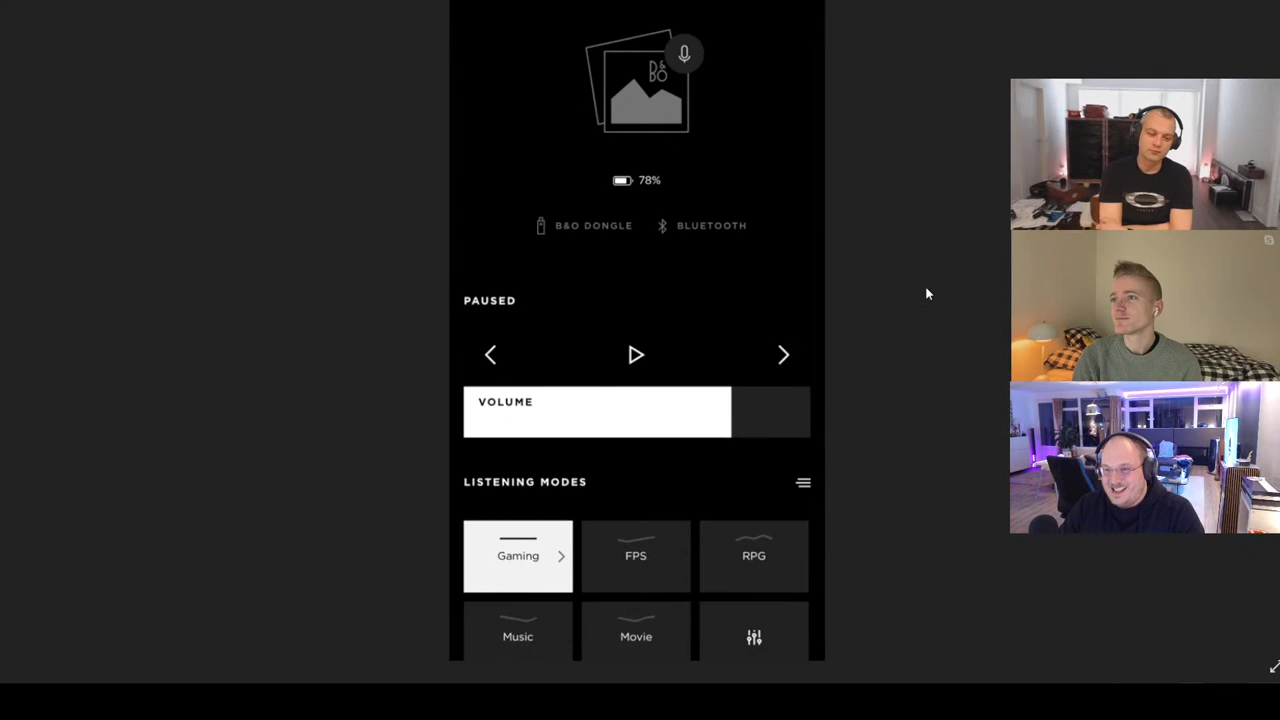 B&O
78%
B&O DONGLE BLUETOOTH
PAUSED
VOLUME
LISTENING MODES
Gaming FPS RPG
Music Movie